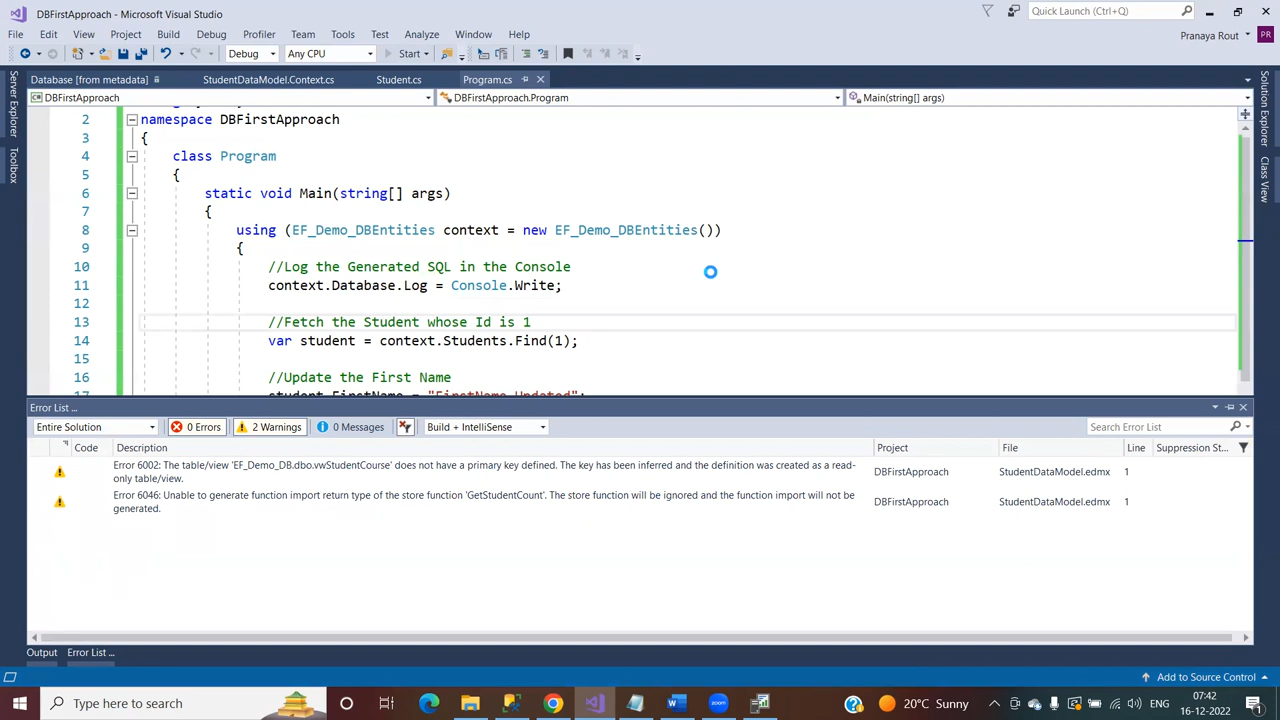 DBFirstApproach - Microsoft Visual Studio
Quick Launch (Ctrl+Q)
File Edit View Project Build Debug Profiler Team Tools Test Analyze Window Help
Pranaya Rout PR
Debug Any CPU Start
Database [from metadata] StudentDataModel.Context.cs Student.cs Program.cs
DBFirstApproach DBFirstApproach.Program Main(string[] args)
Server Explorer
Toolbox
Solution Explorer
Class View
2 namespace DBFirstApproach
3 {
4 class Program
5 {
6 static void Main(string[] args)
7 {
8 using (EF_Demo_DBEntities context = new EF_Demo_DBEntities())
9 {
10 //Log the Generated SQL in the Console
11 context.Database.Log = Console.Write;
12
13 //Fetch the Student whose Id is 1
14 var student = context.Students.Find(1);
15
16 //Update the First Name
17 student.FirstName = "FirstName Updated";
Error List ...
Entire Solution 0 Errors 2 Warnings 0 Messages Build + IntelliSense Search Error List
Code Description Project File Line Suppression St...
Error 6002: The table/view 'EF_Demo_DB.dbo.vwStudentCourse' does not have a primary key defined. The key has been inferred and the definition was created as a read-
only table/view.
DBFirstApproach StudentDataModel.edmx 1
Error 6046: Unable to generate function import return type of the store function 'GetStudentCount'. The store function will be ignored and the function import will not be
generated.
DBFirstApproach StudentDataModel.edmx 1
Output Error List ...
Add to Source Control
Type here to search
20°C Sunny
ENG
07:42
16-12-2022
1